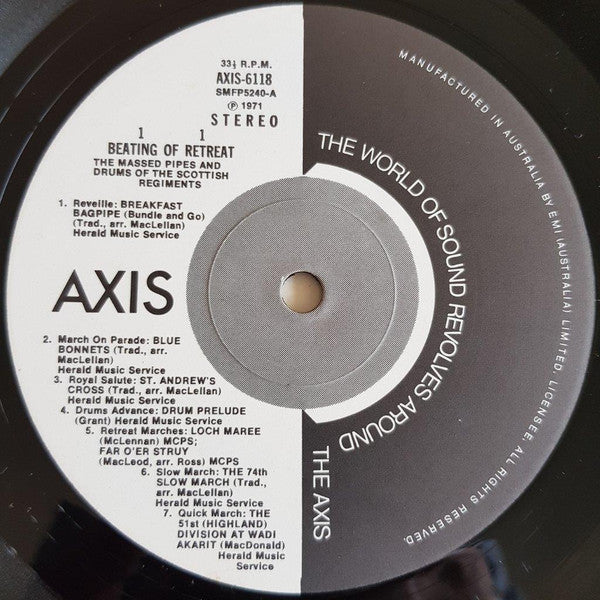 33⅓ R.P.M.
AXIS-6118
SMFP5240-A
Ⓟ 1971
STEREO
1 1
BEATING OF RETREAT
THE MASSED PIPES AND
DRUMS OF THE SCOTTISH
REGIMENTS
1. Reveille: BREAKFAST
BAGPIPE (Bundle and Go)
(Trad., arr. MacLellan)
Herald Music Service
AXIS
2. March On Parade: BLUE
BONNETS (Trad., arr.
MacLellan)
Herald Music Service
3. Royal Salute: ST. ANDREW'S
CROSS (Trad., arr. MacLellan)
Herald Music Service
4. Drums Advance: DRUM PRELUDE
(Grant) Herald Music Service
5. Retreat Marches: LOCH MAREE
(McLennan) MCPS;
FAR O'ER STRUY
(MacLeod, arr. Ross) MCPS
6. Slow March: THE 74th
SLOW MARCH (Trad.,
arr. MacLellan)
Herald Music Service
7. Quick March: THE
51st (HIGHLAND)
DIVISION AT WADI
AKARIT (MacDonald)
Herald Music
Service
THE WORLD OF SOUND REVOLVES AROUND THE AXIS
MANUFACTURED IN AUSTRALIA BY EMI (AUSTRALIA) LIMITED. LICENSEE. ALL RIGHTS RESERVED.